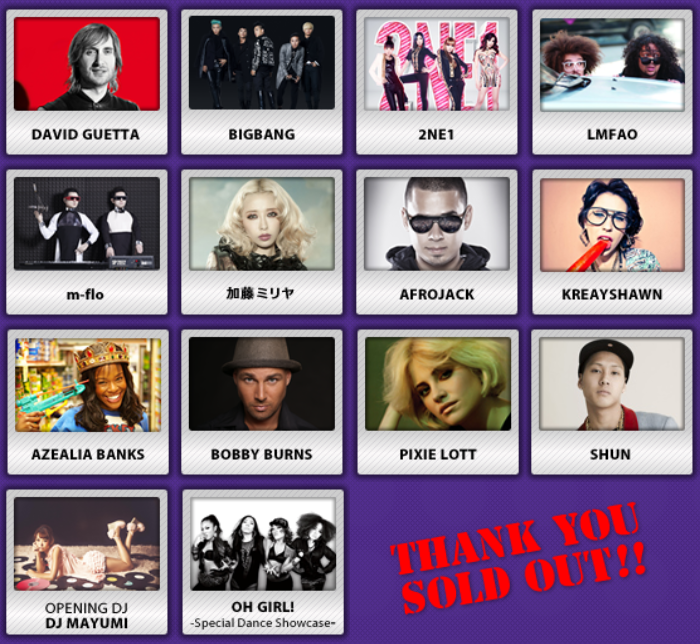 DAVID GUETTA
BIGBANG
2NE1
2NE1
LMFAO
m-flo
加藤ミリヤ
AFROJACK
KREAYSHAWN
AZEALIA BANKS
BOBBY BURNS
PIXIE LOTT
SHUN
OPENING DJ
DJ MAYUMI
OH GIRL!
-Special Dance Showcase-
THANK YOU
SOLD OUT!!